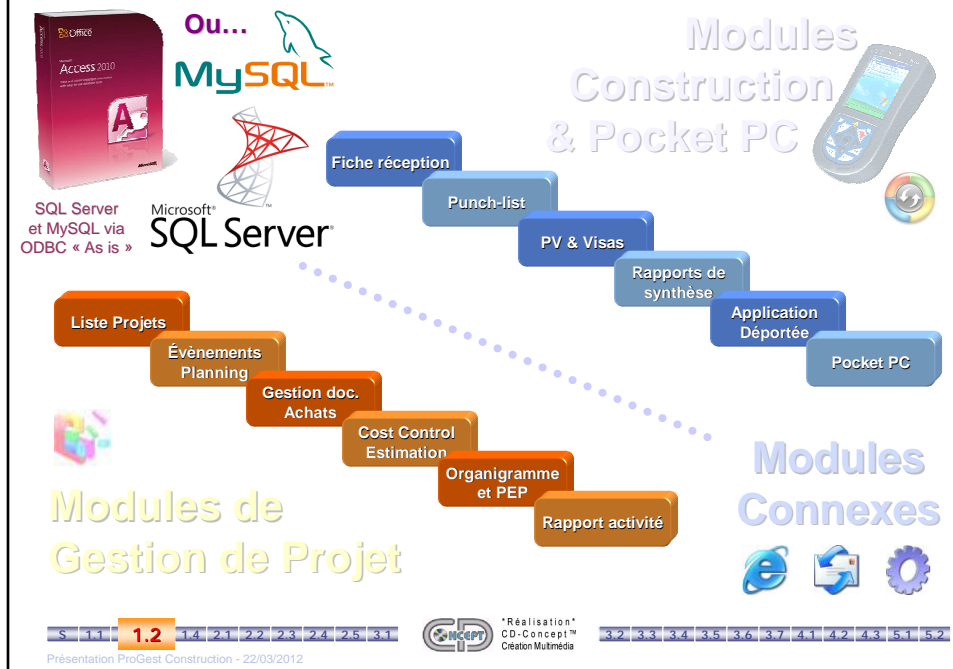 Office
Microsoft
Access 2010
A
Microsoft
Ou…
MySQL™
Microsoft®
SQL Server®
SQL Server
et MySQL via
ODBC « As is »
Modules
Construction
& Pocket PC
Fiche réception
Punch-list
PV & Visas
Rapports de
synthèse
Application
Déportée
Pocket PC
Liste Projets
Évènements
Planning
Gestion doc.
Achats
Cost Control
Estimation
Organigramme
et PEP
Rapport activité
Modules de
Gestion de Projet
Modules
Connexes
S 1.1 1.2 1.4 2.1 2.2 2.3 2.4 2.5 3.1
NCEPT
*Réalisation*
CD-Concept™
Création Multimédia
3.2 3.3 3.4 3.5 3.6 3.7 4.1 4.2 4.3 5.1 5.2
Présentation ProGest Construction - 22/03/2012